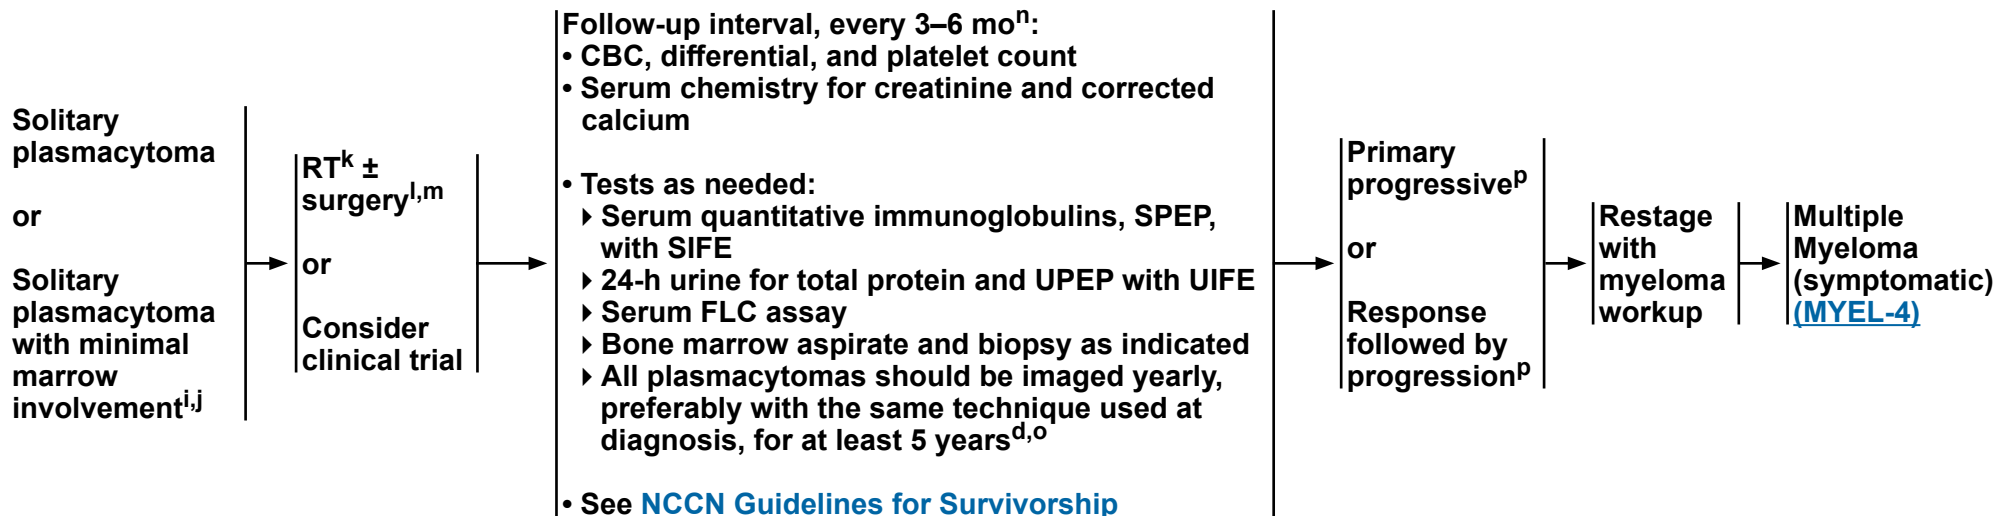 Solitary
plasmacytoma
or
Solitary
plasmacytoma
with minimal
marrow
involvementi,j
RTk ±
surgeryl,m
or
Consider
clinical trial
Follow-up interval, every 3–6 mon:
• CBC, differential, and platelet count
• Serum chemistry for creatinine and corrected
calcium
• Tests as needed:
▸ Serum quantitative immunoglobulins, SPEP,
with SIFE
▸ 24-h urine for total protein and UPEP with UIFE
▸ Serum FLC assay
▸ Bone marrow aspirate and biopsy as indicated
▸ All plasmacytomas should be imaged yearly,
preferably with the same technique used at
diagnosis, for at least 5 yearsd,o
• See NCCN Guidelines for Survivorship
Primary
progressivep
or
Response
followed by
progressionp
Restage
with
myeloma
workup
Multiple
Myeloma
(symptomatic)
(MYEL-4)